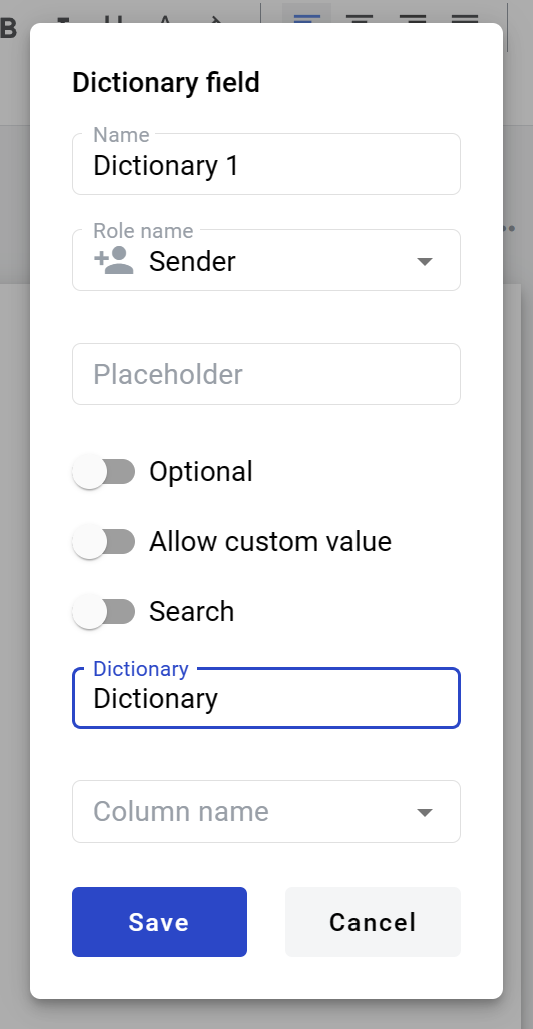 B
Dictionary field
Name
Dictionary 1
Role name
Sender
Placeholder
Optional
Allow custom value
Search
Dictionary
Dictionary
Column name
Save
Cancel